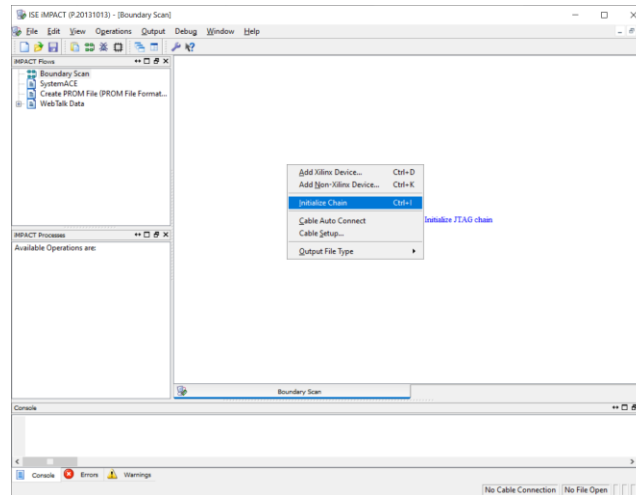 ISE iMPACT (P.20131013) - [Boundary Scan]
File Edit View Operations Output Debug Window Help
iMPACT Flows
Boundary Scan
SystemACE
Create PROM File (PROM File Format...
WebTalk Data
Add Xilinx Device... Ctrl+D
Add Non-Xilinx Device... Ctrl+K
Initialize Chain Ctrl+I
Cable Auto Connect
Cable Setup...
Output File Type
Initialize JTAG chain
iMPACT Processes
Available Operations are:
Boundary Scan
Console
Console Errors Warnings
No Cable Connection No File Open